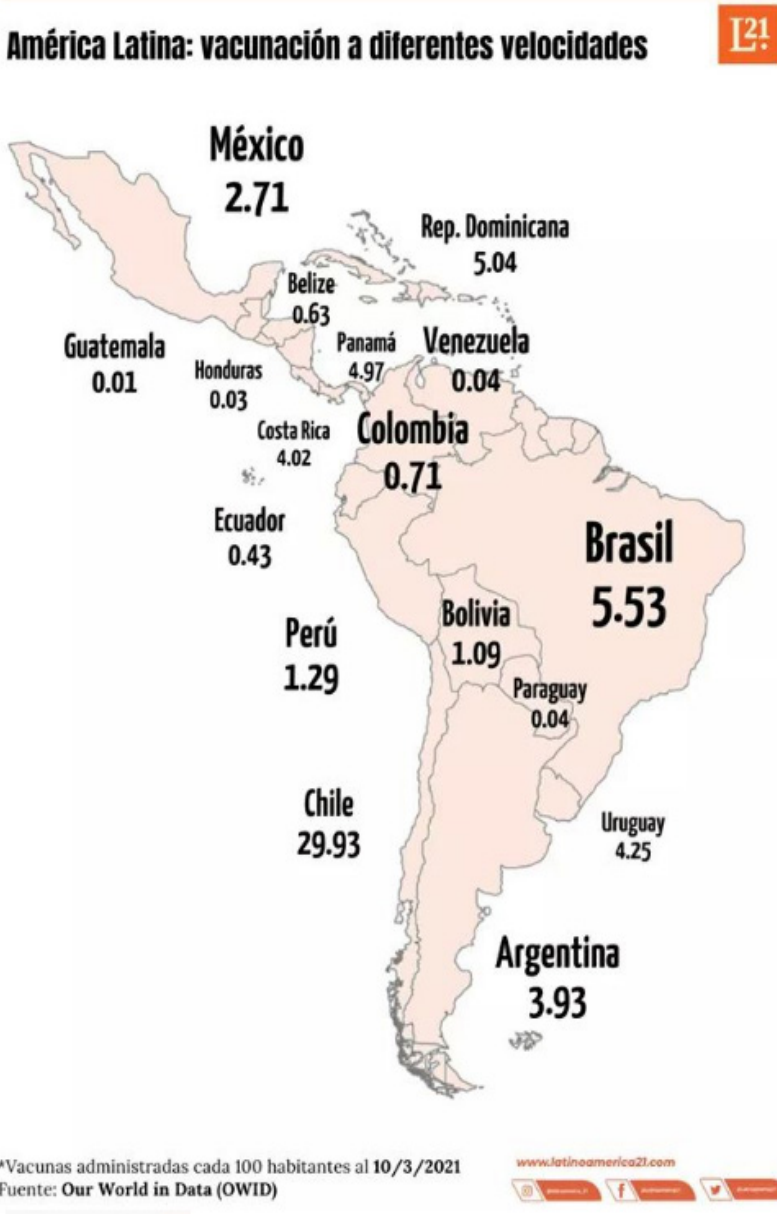 América Latina: vacunación a diferentes velocidades
L21
México
2.71
Rep. Dominicana
5.04
Belize
0.63
Guatemala
0.01
Honduras
0.03
Panamá
4.97
Venezuela
0.04
Costa Rica
4.02
Colombia
0.71
Ecuador
0.43
Brasil
5.53
Perú
1.29
Bolivia
1.09
Paraguay
0.04
Chile
29.93
Uruguay
4.25
Argentina
3.93
*Vacunas administradas cada 100 habitantes al 10/3/2021
Fuente: Our World in Data (OWID)
www.latinoamerica21.com